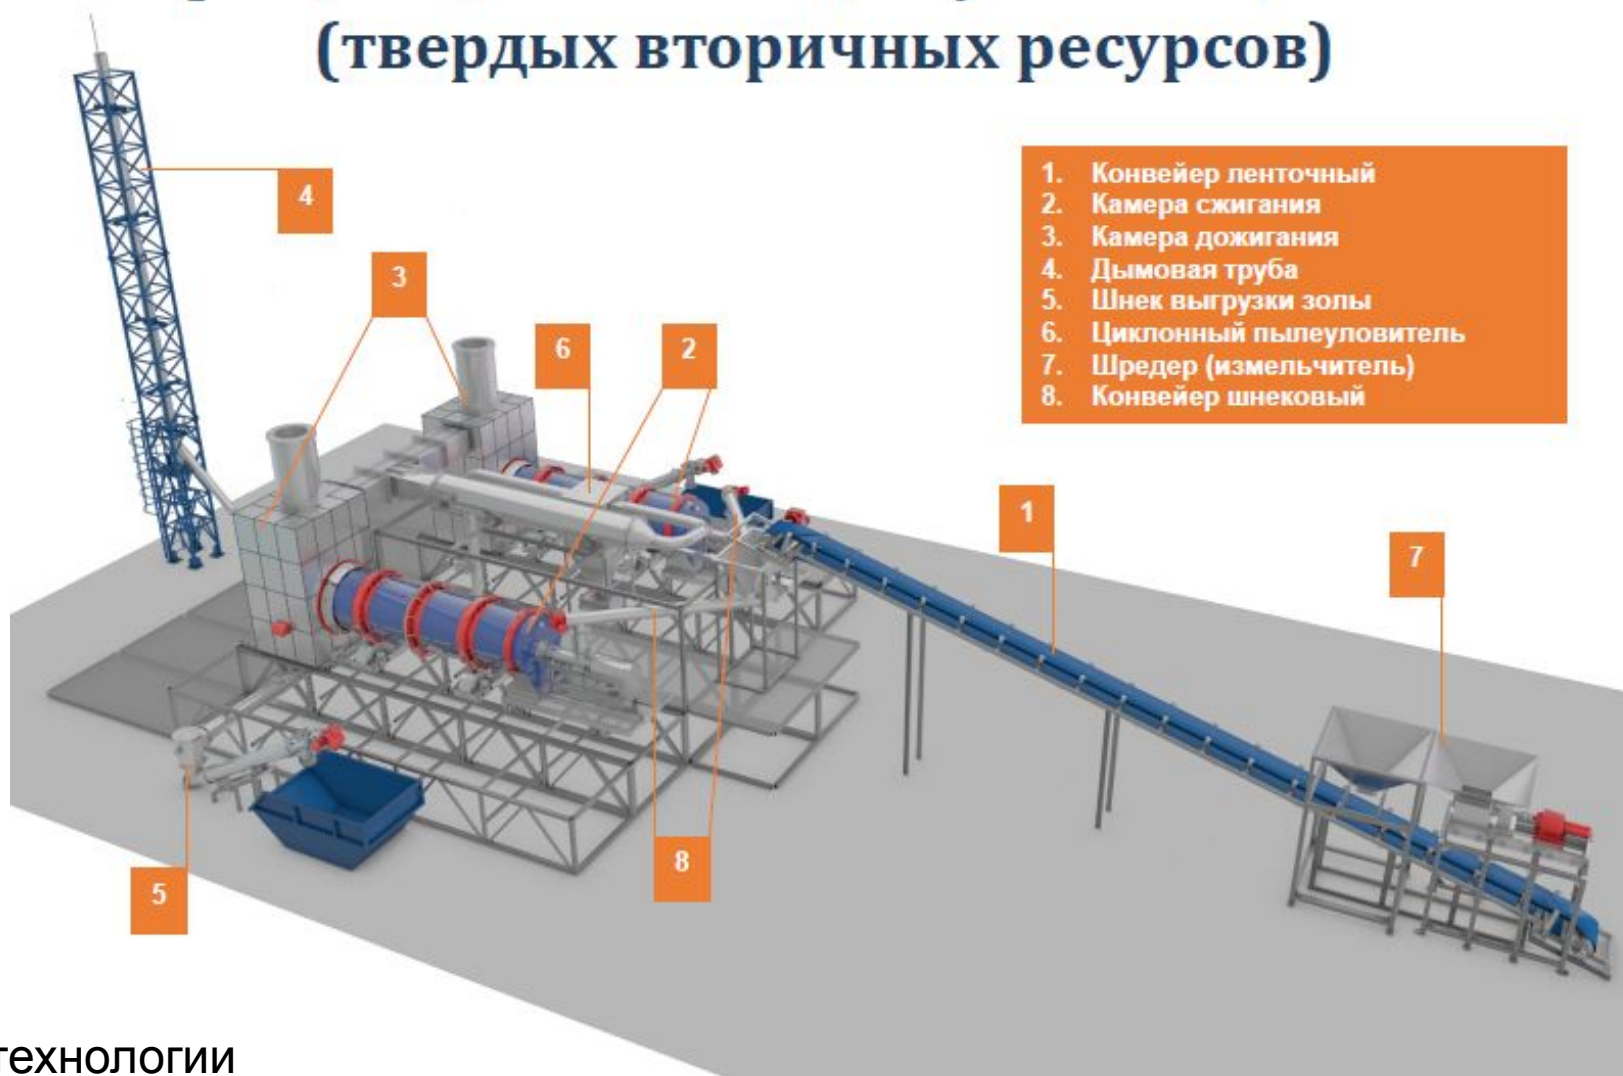 (твердых вторичных ресурсов)
1. Конвейер ленточный
2. Камера сжигания
3. Камера дожигания
4. Дымовая труба
5. Шнек выгрузки золы
6. Циклонный пылеуловитель
7. Шредер (измельчитель)
8. Конвейер шнековый
4
3
6
2
1
7
8
5
технологии